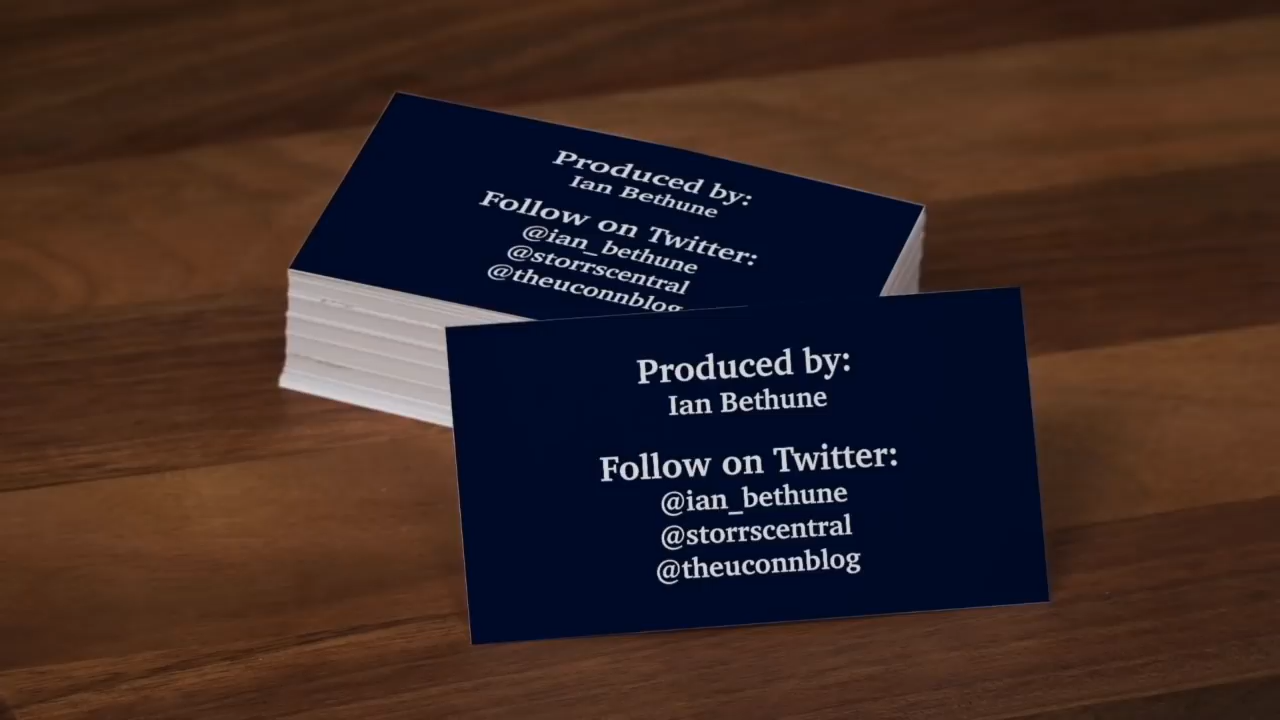 Produced by:
Ian Bethune
Follow on Twitter:
@ian_bethune
@storrscentral
@theuconnblog
Produced by:
Ian Bethune
Follow on Twitter:
@ian_bethune
@storrscentral
@theuconnblog